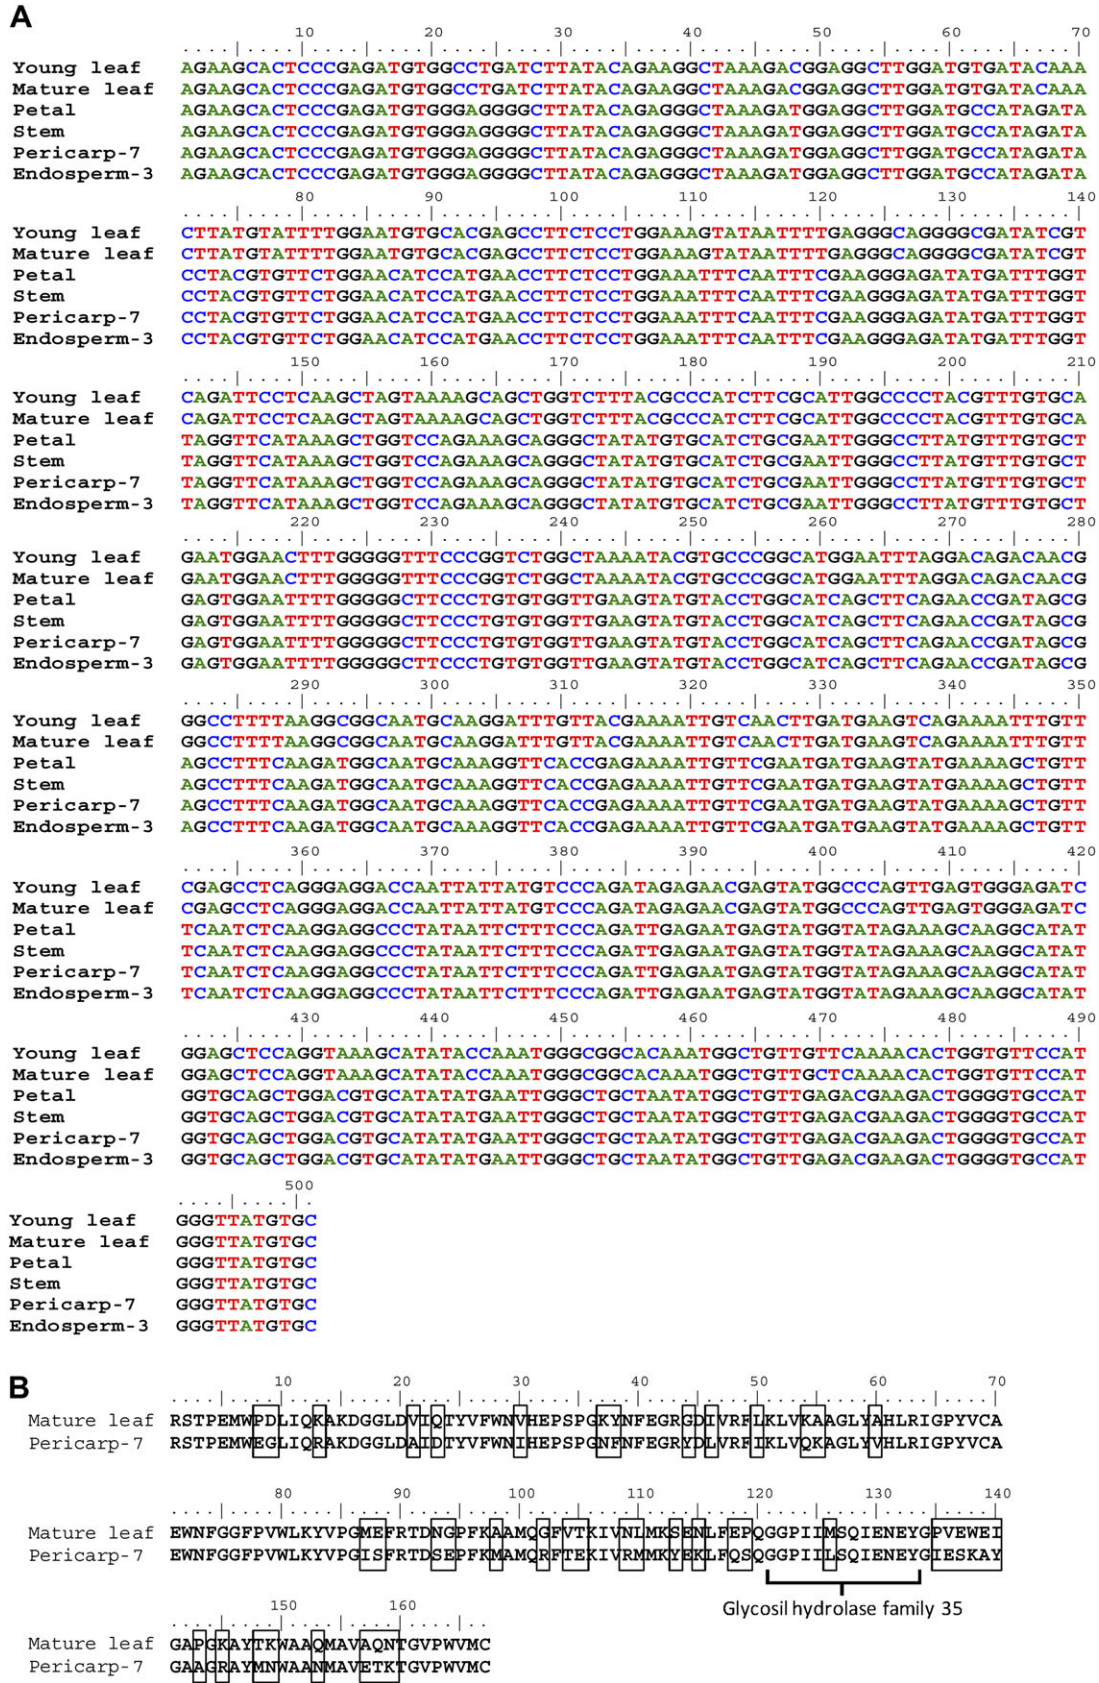 A
10 20 30 40 50 60 70
Young leaf AGAAGCACTCCCGAGATGTGGCCTGATCTTATACAGAAGGCTAAAGACGGAGGCTTGGATGTGATACAAA
Mature leaf AGAAGCACTCCCGAGATGTGGCCTGATCTTATACAGAAGGCTAAAGACGGAGGCTTGGATGTGATACAAA
Petal AGAAGCACTCCCGAGATGTGGGAGGGGCTTATACAGAGGGCTAAAGATGGAGGCTTGGATGCCATAGATA
Stem AGAAGCACTCCCGAGATGTGGGAGGGGCTTATACAGAGGGCTAAAGATGGAGGCTTGGATGCCATAGATA
Pericarp-7 AGAAGCACTCCCGAGATGTGGGAGGGGCTTATACAGAGGGCTAAAGATGGAGGCTTGGATGCCATAGATA
Endosperm-3 AGAAGCACTCCCGAGATGTGGGAGGGGCTTATACAGAGGGCTAAAGATGGAGGCTTGGATGCCATAGATA
80 90 100 110 120 130 140
Young leaf CTTATGTATTTTGGAATGTGCACGAGCCTTCTCCTGGAAAGTATAATTTTGAGGGCAGGGGCGATATCGT
Mature leaf CTTATGTATTTTGGAATGTGCACGAGCCTTCTCCTGGAAAGTATAATTTTGAGGGCAGGGGCGATATCGT
Petal CCTACGTGTTCTGGAACATCCATGAACCTTCTCCTGGAAATTTCAATTTCGAAGGGAGATATGATTTGGT
Stem CCTACGTGTTCTGGAACATCCATGAACCTTCTCCTGGAAATTTCAATTTCGAAGGGAGATATGATTTGGT
Pericarp-7 CCTACGTGTTCTGGAACATCCATGAACCTTCTCCTGGAAATTTCAATTTCGAAGGGAGATATGATTTGGT
Endosperm-3 CCTACGTGTTCTGGAACATCCATGAACCTTCTCCTGGAAATTTCAATTTCGAAGGGAGATATGATTTGGT
150 160 170 180 190 200 210
Young leaf CAGATTCCTCAAGCTAGTAAAAGCAGCTGGTCTTTACGCCCATCTTCGCATTGGCCCCTACGTTTGTGCA
Mature leaf CAGATTCCTCAAGCTAGTAAAAGCAGCTGGTCTTTACGCCCATCTTCGCATTGGCCCCTACGTTTGTGCA
Petal TAGGTTCATAAAGCTGGTCCAGAAAGCAGGGCTATATGTGCATCTGCGAATTGGGCCTTATGTTTGTGCT
Stem TAGGTTCATAAAGCTGGTCCAGAAAGCAGGGCTATATGTGCATCTGCGAATTGGGCCTTATGTTTGTGCT
Pericarp-7 TAGGTTCATAAAGCTGGTCCAGAAAGCAGGGCTATATGTGCATCTGCGAATTGGGCCTTATGTTTGTGCT
Endosperm-3 TAGGTTCATAAAGCTGGTCCAGAAAGCAGGGCTATATGTGCATCTGCGAATTGGGCCTTATGTTTGTGCT
220 230 240 250 260 270 280
Young leaf GAATGGAACTTTGGGGGTTTCCCGGTCTGGCTAAAATACGTGCCCGGCATGGAATTTAGGACAGACAACG
Mature leaf GAATGGAACTTTGGGGGTTTCCCGGTCTGGCTAAAATACGTGCCCGGCATGGAATTTAGGACAGACAACG
Petal GAGTGGAATTTTGGGGGCTTCCCTGTGTGGTTGAAGTATGTACCTGGCATCAGCTTCAGAACCGATAGCG
Stem GAGTGGAATTTTGGGGGCTTCCCTGTGTGGTTGAAGTATGTACCTGGCATCAGCTTCAGAACCGATAGCG
Pericarp-7 GAGTGGAATTTTGGGGGCTTCCCTGTGTGGTTGAAGTATGTACCTGGCATCAGCTTCAGAACCGATAGCG
Endosperm-3 GAGTGGAATTTTGGGGGCTTCCCTGTGTGGTTGAAGTATGTACCTGGCATCAGCTTCAGAACCGATAGCG
290 300 310 320 330 340 350
Young leaf GGCCTTTTAAGGCGGCAATGCAAGGATTTGTTACGAAAATTGTCAACTTGATGAAGTCAGAAAATTTGTT
Mature leaf GGCCTTTTAAGGCGGCAATGCAAGGATTTGTTACGAAAATTGTCAACTTGATGAAGTCAGAAAATTTGTT
Petal AGCCTTTCAAGATGGCAATGCAAAGGTTCACCGAGAAAATTGTTCGAATGATGAAGTATGAAAAGCTGTT
Stem AGCCTTTCAAGATGGCAATGCAAAGGTTCACCGAGAAAATTGTTCGAATGATGAAGTATGAAAAGCTGTT
Pericarp-7 AGCCTTTCAAGATGGCAATGCAAAGGTTCACCGAGAAAATTGTTCGAATGATGAAGTATGAAAAGCTGTT
Endosperm-3 AGCCTTTCAAGATGGCAATGCAAAGGTTCACCGAGAAAATTGTTCGAATGATGAAGTATGAAAAGCTGTT
360 370 380 390 400 410 420
Young leaf CGAGCCTCAGGGAGGACCAATTATTATGTCCCAGATAGAGAACGAGTATGGCCCAGTTGAGTGGGAGATC
Mature leaf CGAGCCTCAGGGAGGACCAATTATTATGTCCCAGATAGAGAACGAGTATGGCCCAGTTGAGTGGGAGATC
Petal TCAATCTCAAGGAGGCCCTATAATTCTTTCCCAGATTGAGAATGAGTATGGTATAGAAAGCAAGGCATAT
Stem TCAATCTCAAGGAGGCCCTATAATTCTTTCCCAGATTGAGAATGAGTATGGTATAGAAAGCAAGGCATAT
Pericarp-7 TCAATCTCAAGGAGGCCCTATAATTCTTTCCCAGATTGAGAATGAGTATGGTATAGAAAGCAAGGCATAT
Endosperm-3 TCAATCTCAAGGAGGCCCTATAATTCTTTCCCAGATTGAGAATGAGTATGGTATAGAAAGCAAGGCATAT
430 440 450 460 470 480 490
Young leaf GGAGCTCCAGGTAAAGCATATACCAAATGGGCGGCACAAATGGCTGTTGTTCAAAACACTGGTGTTCCAT
Mature leaf GGAGCTCCAGGTAAAGCATATACCAAATGGGCGGCACAAATGGCTGTTGCTCAAAACACTGGTGTTCCAT
Petal GGTGCAGCTGGACGTGCATATATGAATTGGGCTGCTAATATGGCTGTTGAGACGAAGACTGGGGTGCCAT
Stem GGTGCAGCTGGACGTGCATATATGAATTGGGCTGCTAATATGGCTGTTGAGACGAAGACTGGGGTGCCAT
Pericarp-7 GGTGCAGCTGGACGTGCATATATGAATTGGGCTGCTAATATGGCTGTTGAGACGAAGACTGGGGTGCCAT
Endosperm-3 GGTGCAGCTGGACGTGCATATATGAATTGGGCTGCTAATATGGCTGTTGAGACGAAGACTGGGGTGCCAT
500
Young leaf GGGTTATGTGC
Mature leaf GGGTTATGTGC
Petal GGGTTATGTGC
Stem GGGTTATGTGC
Pericarp-7 GGGTTATGTGC
Endosperm-3 GGGTTATGTGC
B
10 20 30 40 50 60 70
Mature leaf RSTPEMWPDLIQKAKDGGLDVIQTYVFWNVHEPSPGKYNFEGRGDIVRFLKLVKAAGLYAHLRIGPYVCA
Pericarp-7 RSTPEMWEGLIQRAKDGGLDAIDTYVFWNIHEPSPGNFNFEGRYDLVRFIKLVQKAGLYVHLRIGPYVCA
80 90 100 110 120 130 140
Mature leaf EWNFGGFPVWLKYVPGMEFRTDNGPFKAAMQGFVTKIVNLMKSENLFEPQGGPIIMSQIENEYGPVEWEI
Pericarp-7 EWNFGGFPVWLKYVPGISFRTDSEPFKMAMQRFTEKIVRMMKYEKLFQSQGGPIILSQIENEYGIESKAY
Glycosil hydrolase family 35
150 160
Mature leaf GAPGKAYTKWAAQMAVAQNTGVPWVMC
Pericarp-7 GAAGRAYMNWAANMAVETKTGVPWVMC